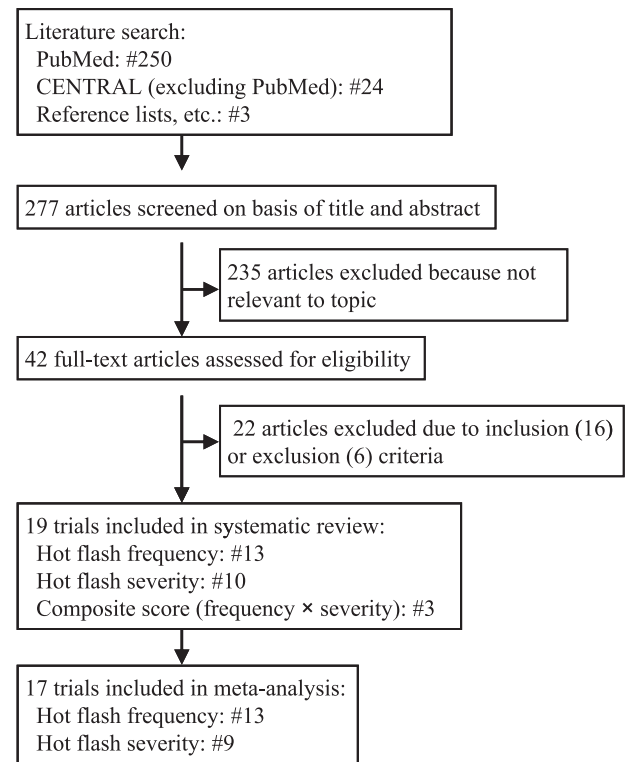 Literature search:
PubMed: #250
CENTRAL (excluding PubMed): #24
Reference lists, etc.: #3
277 articles screened on basis of title and abstract
235 articles excluded because not
relevant to topic
42 full-text articles assessed for eligibility
22 articles excluded due to inclusion (16)
or exclusion (6) criteria
19 trials included in systematic review:
Hot flash frequency: #13
Hot flash severity: #10
Composite score (frequency × severity): #3
17 trials included in meta-analysis:
Hot flash frequency: #13
Hot flash severity: #9